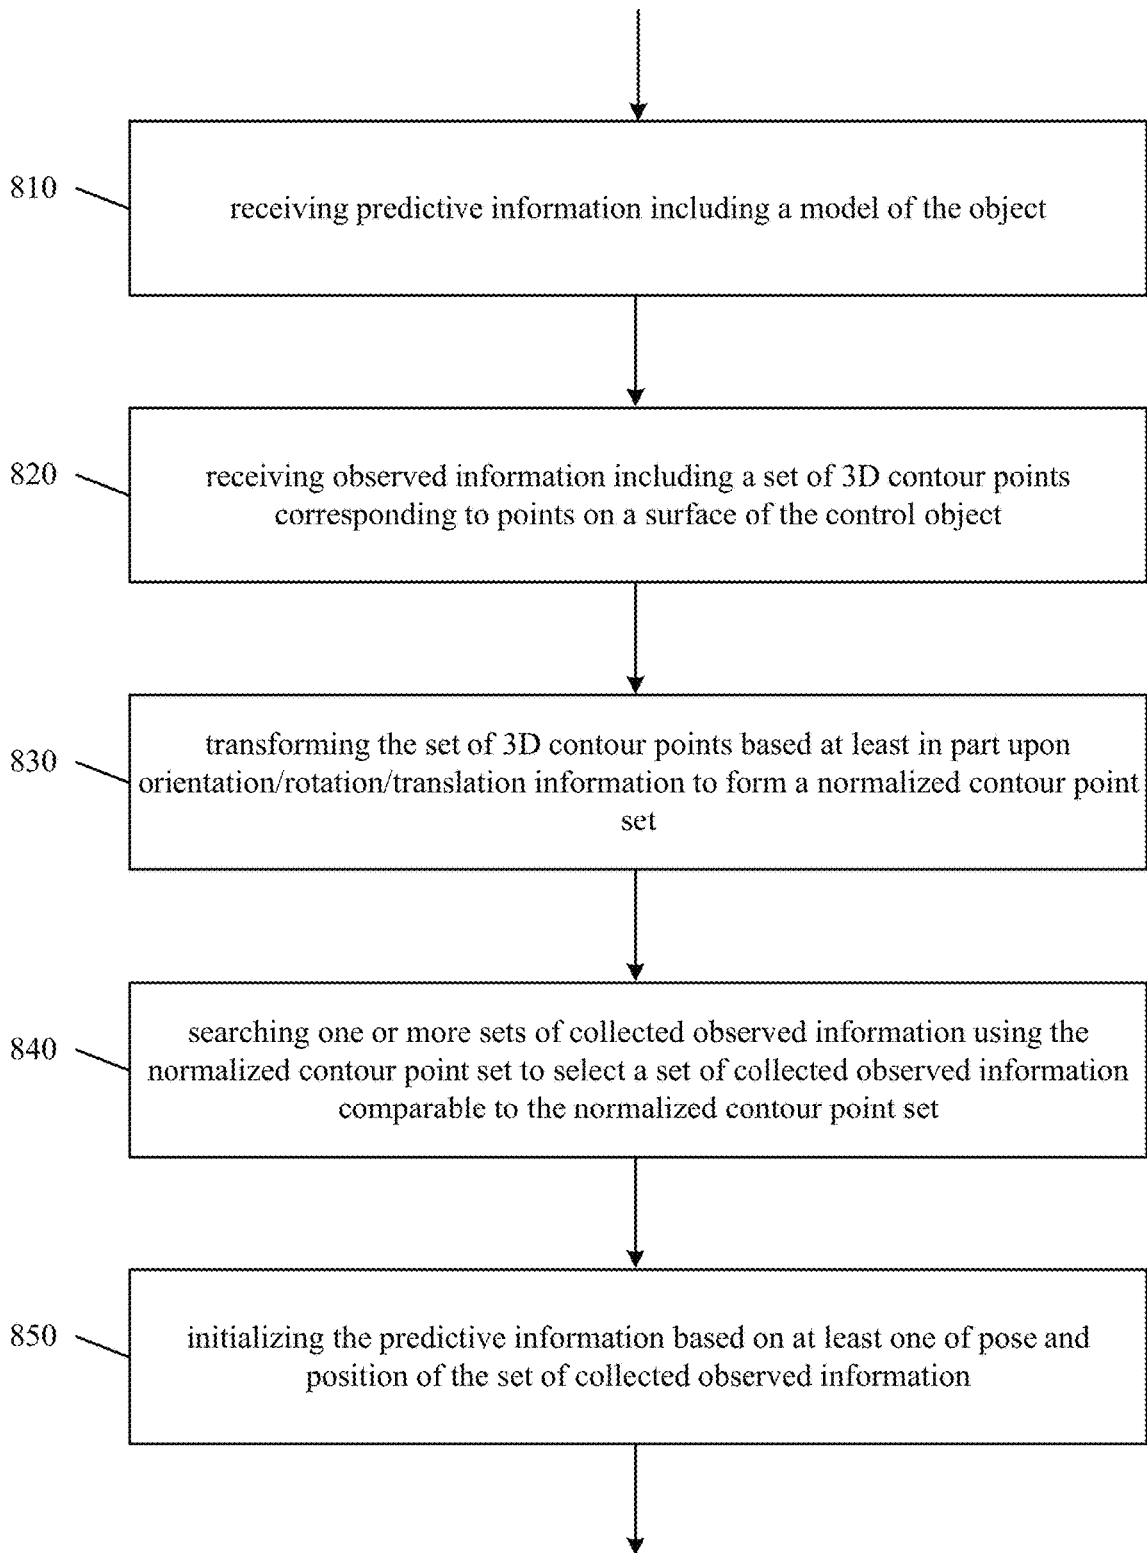 810
receiving predictive information including a model of the object
820
receiving observed information including a set of 3D contour points
corresponding to points on a surface of the control object
830
transforming the set of 3D contour points based at least in part upon
orientation/rotation/translation information to form a normalized contour point
set
840
searching one or more sets of collected observed information using the
normalized contour point set to select a set of collected observed information
comparable to the normalized contour point set
850
initializing the predictive information based on at least one of pose and
position of the set of collected observed information